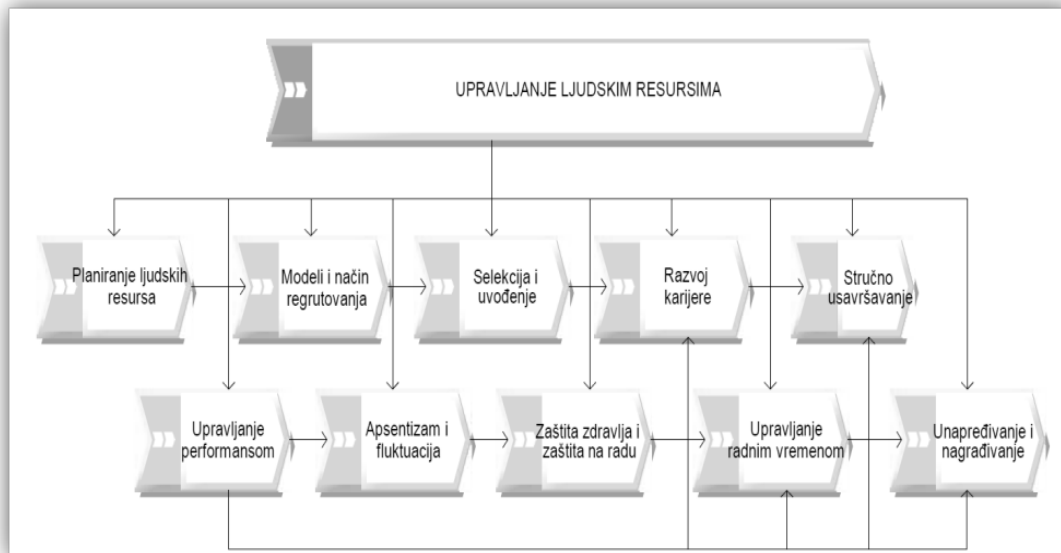 UPRAVLJANJE LJUDSKIM RESURSIMA
Planiranje ljudskih
resursa
Modeli i način
regrutovanja
Selekcija i
uvođenje
Razvoj
karijere
Stručno
usavršavanje
Upravljanje
performansom
Apsentizam i
fluktuacija
Zaštita zdravlja i
zaštita na radu
Upravljanje
radnim vremenom
Unapređivanje i
nagrađivanje